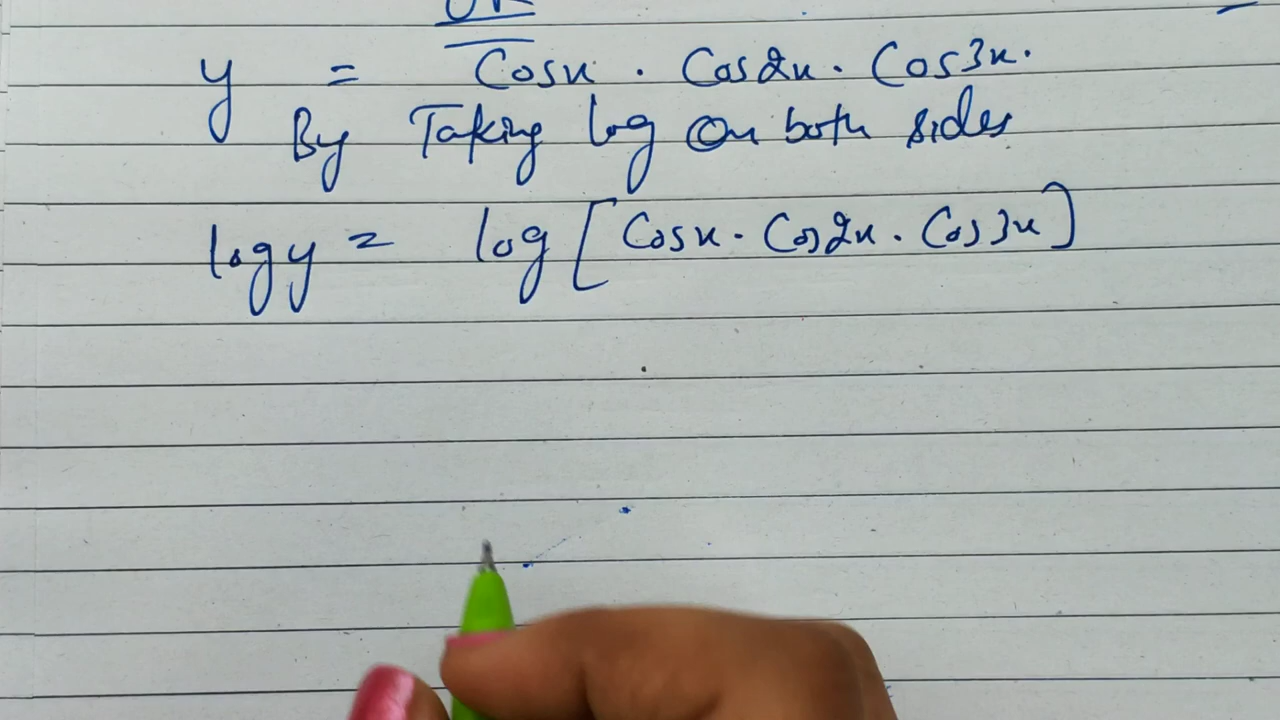 y = Cosx . Cos2x . Cos3x.
By Taking log on both sides
log y = log [ Cosx . Cos2x . Cos3x ]